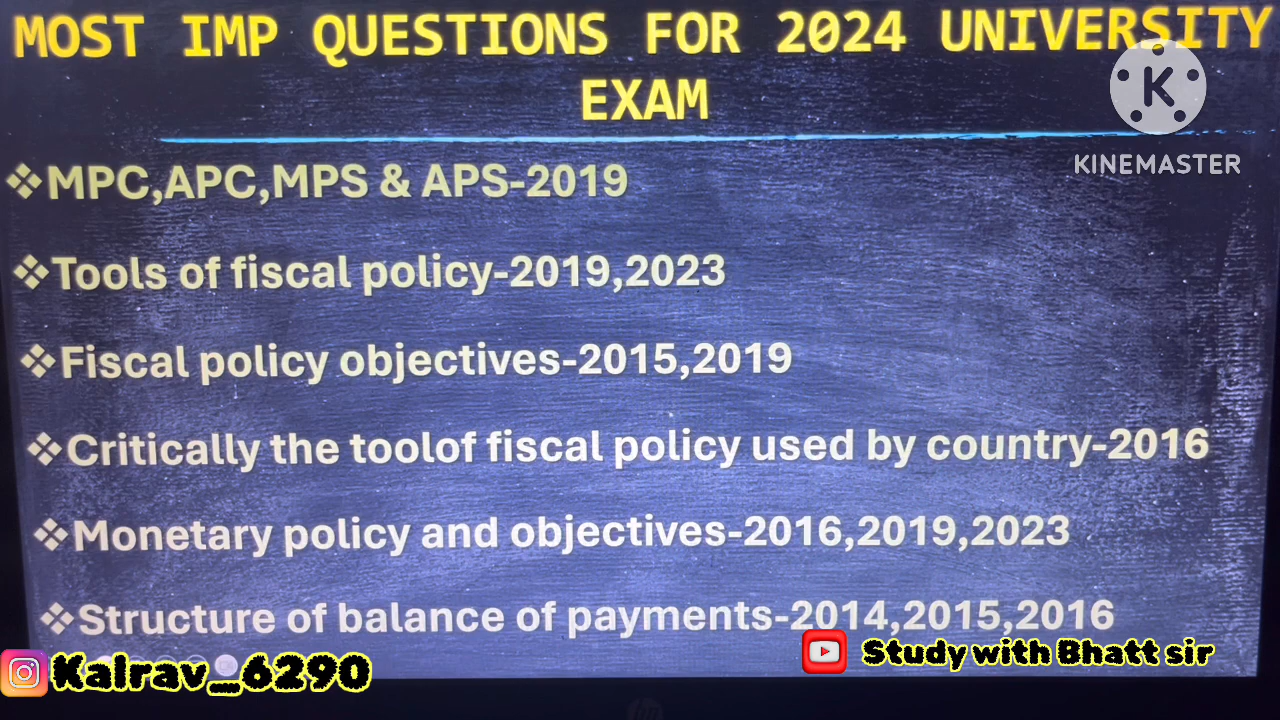 MOST IMP QUESTIONS FOR 2024 UNIVERSITY
EXAM
K
KINEMASTER
❖MPC,APC,MPS & APS-2019
❖Tools of fiscal policy-2019,2023
❖Fiscal policy objectives-2015,2019
❖Critically the toolof fiscal policy used by country-2016
❖Monetary policy and objectives-2016,2019,2023
❖Structure of balance of payments-2014,2015,2016
Kalrav_6290
Study with Bhatt sir
hp